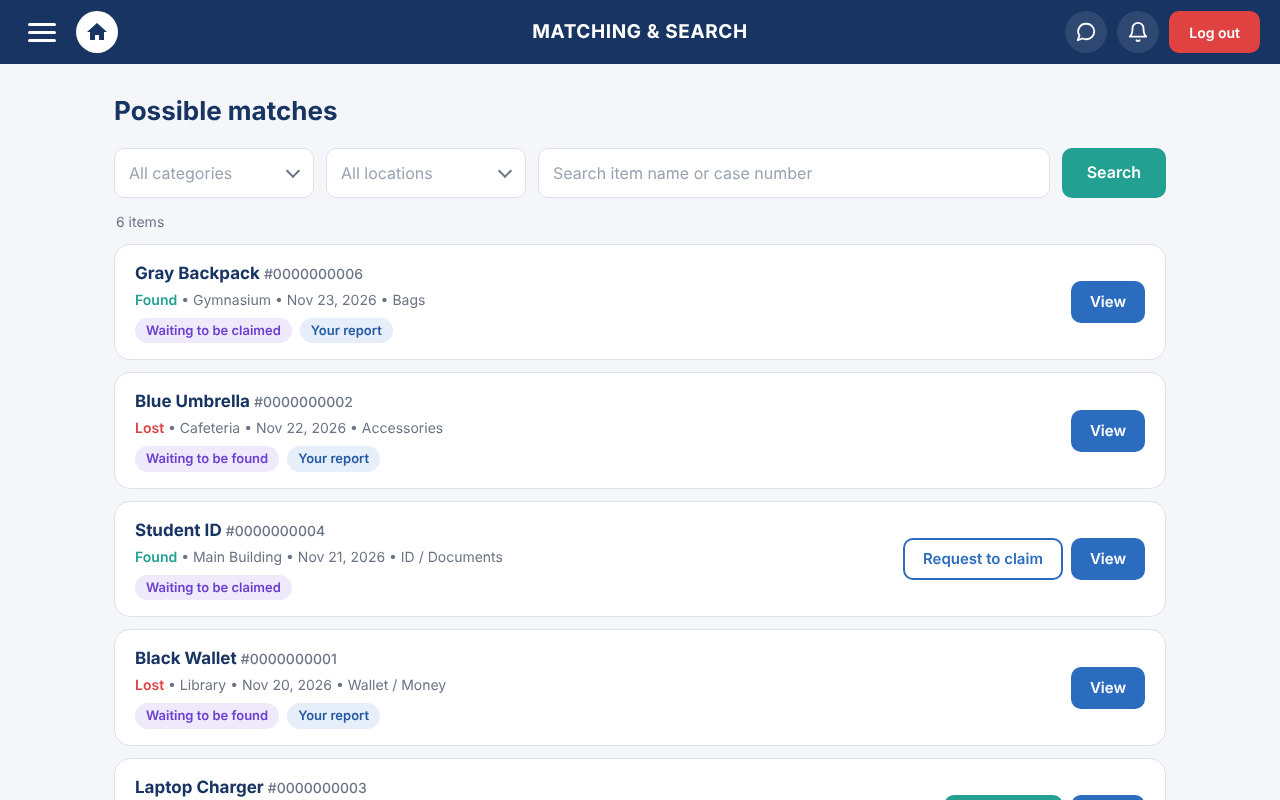 MATCHING & SEARCH
Log out
Possible matches
All categories
All locations
Search item name or case number
Search
6 items
Gray Backpack #0000000006
Found • Gymnasium • Nov 23, 2026 • Bags
Waiting to be claimed
Your report
View
Blue Umbrella #0000000002
Lost • Cafeteria • Nov 22, 2026 • Accessories
Waiting to be found
Your report
View
Student ID #0000000004
Found • Main Building • Nov 21, 2026 • ID / Documents
Waiting to be claimed
Request to claim
View
Black Wallet #0000000001
Lost • Library • Nov 20, 2026 • Wallet / Money
Waiting to be found
Your report
View
Laptop Charger #0000000003